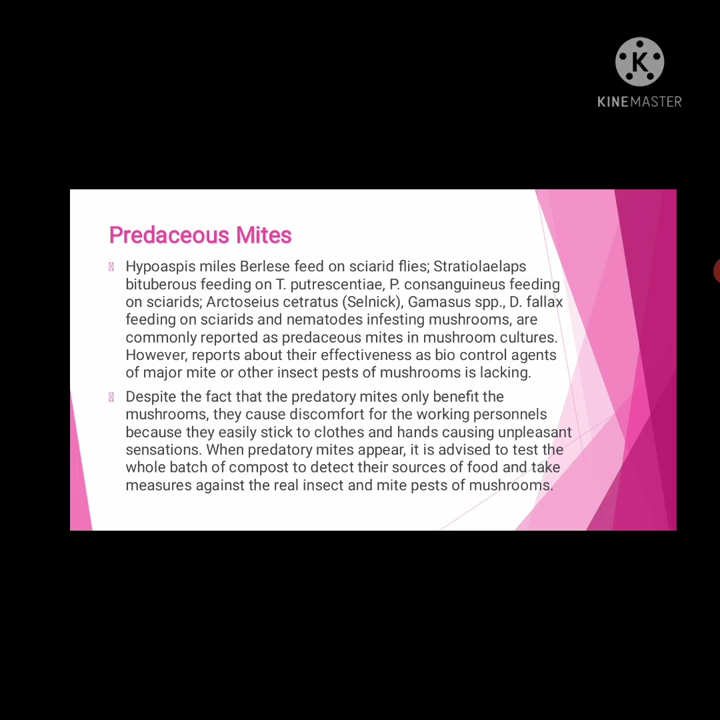 KINEMASTER
Predaceous Mites
Hypoaspis miles Berlese feed on sciarid flies; Stratiolaelaps
bituberous feeding on T. putrescentiae, P. consanguineus feeding
on sciarids; Arctoseius cetratus (Selnick), Gamasus spp., D. fallax
feeding on sciarids and nematodes infesting mushrooms, are
commonly reported as predaceous mites in mushroom cultures.
However, reports about their effectiveness as bio control agents
of major mite or other insect pests of mushrooms is lacking.
Despite the fact that the predatory mites only benefit the
mushrooms, they cause discomfort for the working personnels
because they easily stick to clothes and hands causing unpleasant
sensations. When predatory mites appear, it is advised to test the
whole batch of compost to detect their sources of food and take
measures against the real insect and mite pests of mushrooms.